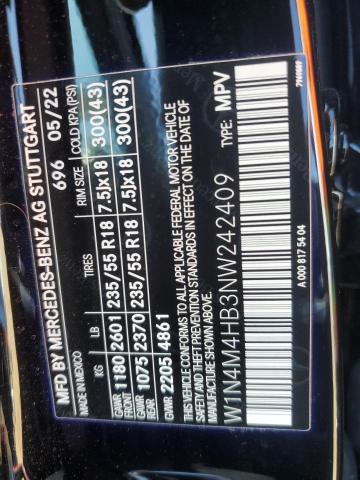 MFD BY MERCEDES-BENZ AG STUTTGART
MADE IN MEXICO 696 05/22
KG LB TIRES RIM SIZE COLD KPA(PSI)
GAWR FRONT 1180 2601 235/55 R18 7.5Jx18 300(43)
GAWR REAR 1075 2370 235/55 R18 7.5Jx18 300(43)
GVWR 2205 4861
THIS VEHICLE CONFORMS TO ALL APPLICABLE FEDERAL MOTOR VEHICLE
SAFETY AND THEFT PREVENTION STANDARDS IN EFFECT ON THE DATE OF
MANUFACTURE SHOWN ABOVE.
W1N4M4HB3NW242409 TYPE: MPV
A 000 817 54 04